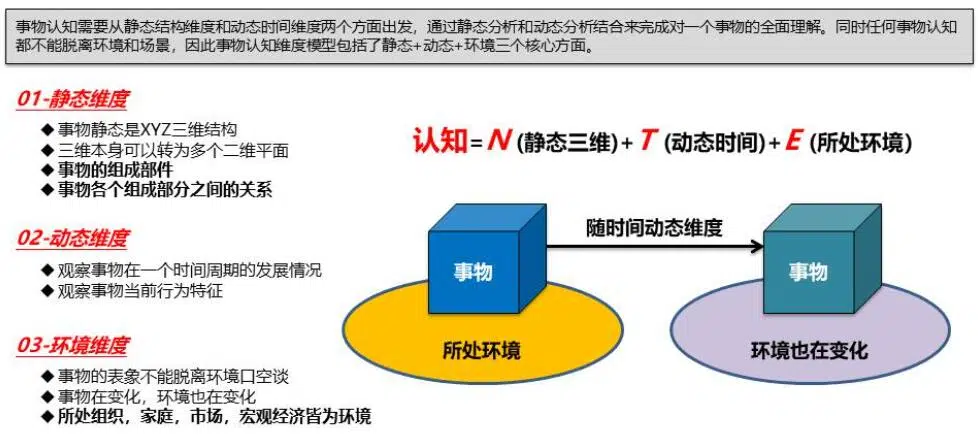 事物认知需要从静态结构维度和动态时间维度两个方面出发，通过静态分析和动态分析结合来完成对一个事物的全面理解。同时任何事物认知
都不能脱离环境和场景，因此事物认知维度模型包括了静态+动态+环境三个核心方面。
01-静态维度
◆ 事物静态是XYZ三维结构
◆ 三维本身可以转为多个二维平面
◆ 事物的组成部件
◆ 事物各个组成部分之间的关系
02-动态维度
◆ 观察事物在一个时间周期的发展情况
◆ 观察事物当前行为特征
03-环境维度
◆ 事物的表象不能脱离环境口空谈
◆ 事物在变化，环境也在变化
◆ 所处组织，家庭，市场，宏观经济皆为环境
认知=N (静态三维)+ T (动态时间)+ E (所处环境)
随时间动态维度
事物
事物
所处环境
环境也在变化